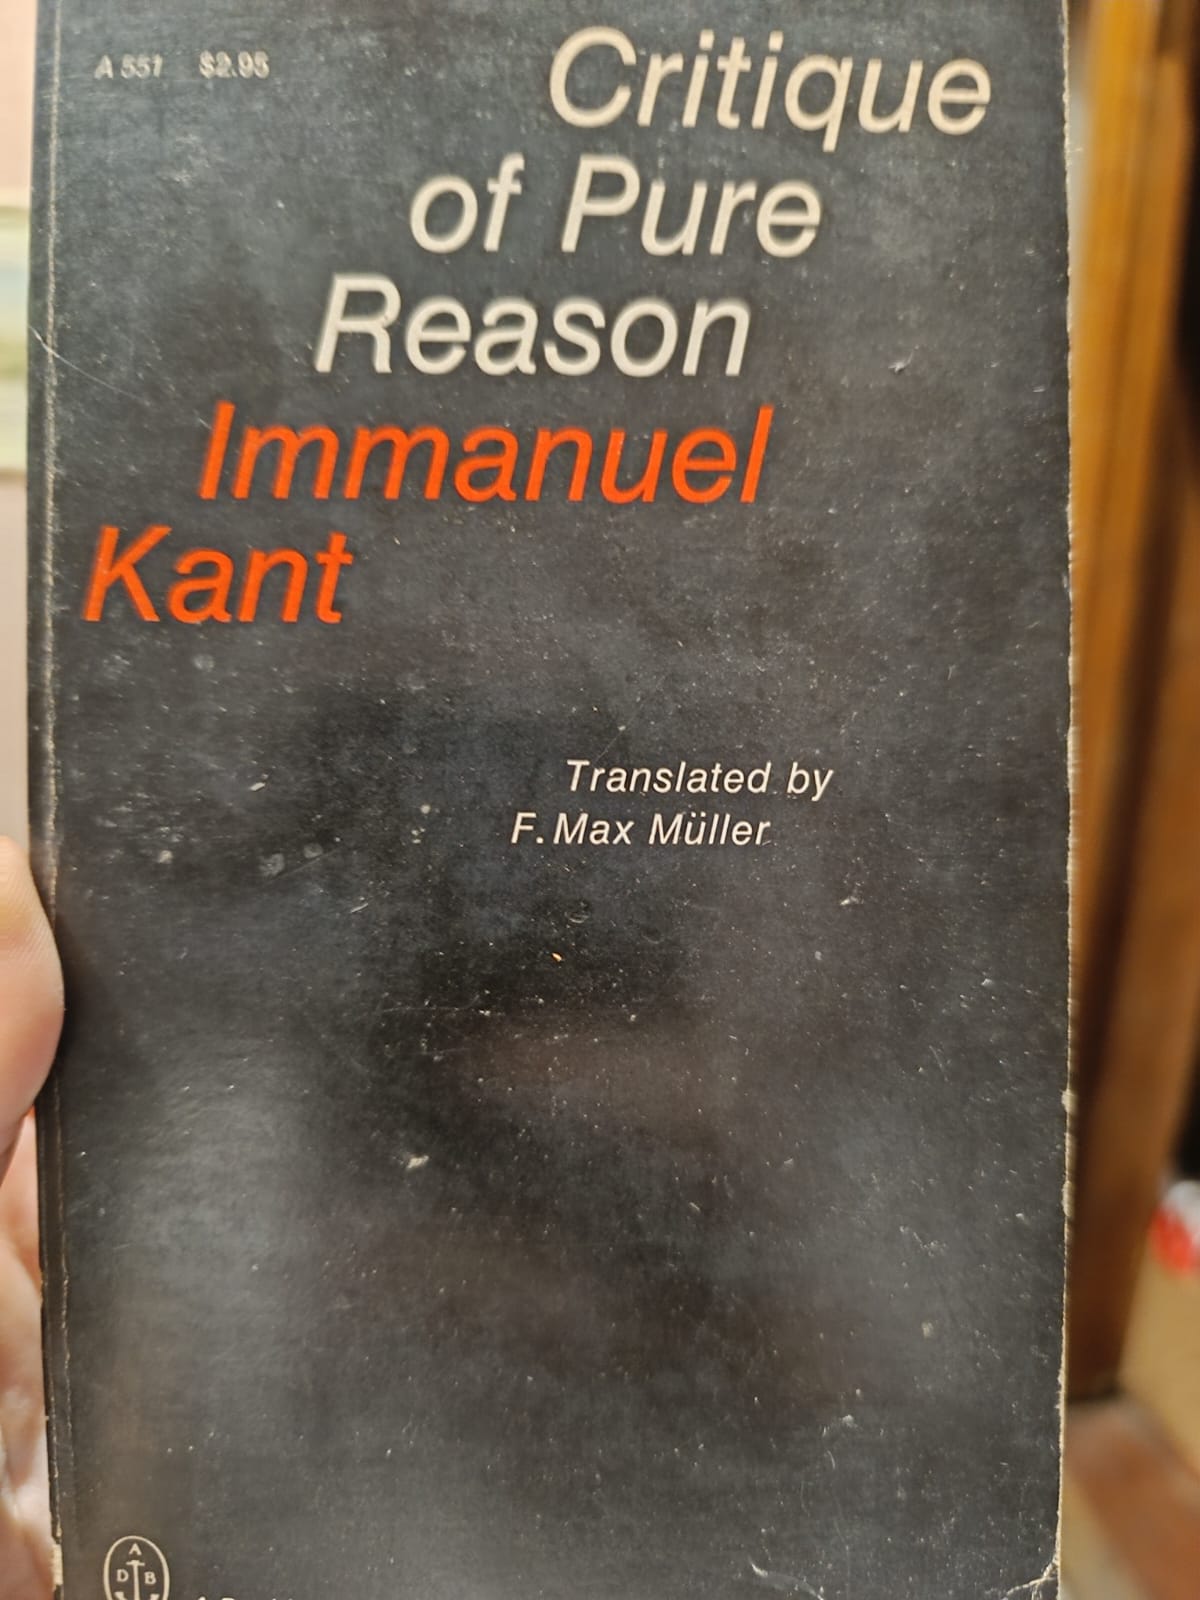 A 551 $2.95
Critique
of Pure
Reason
Immanuel
Kant
Translated by
F. Max Müller
A
D B